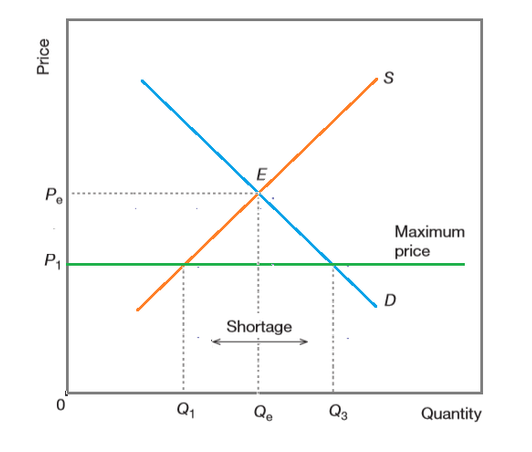 Price
S
E
Pe
Maximum
price
P1
D
Shortage
0
Q1
Qe
Q3
Quantity